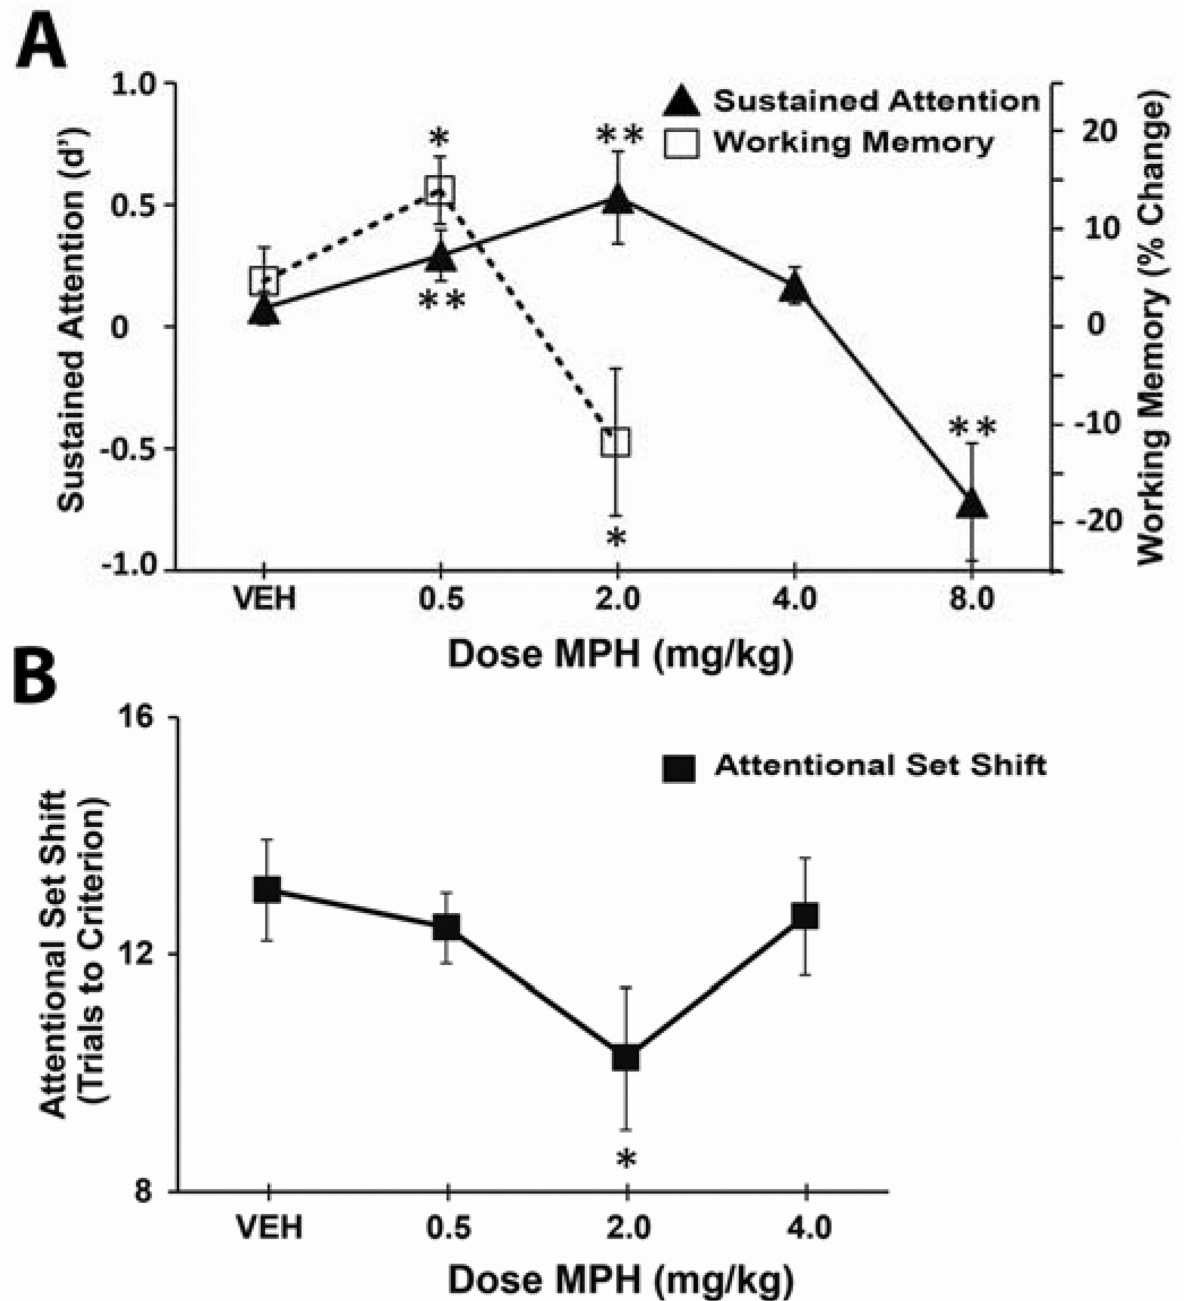 A
1.0
0.5
0
-0.5
-1.0
Sustained Attention (d')
Sustained Attention
Working Memory
*
**
**
*
**
20
10
0
-10
-20
Working Memory (% Change)
VEH 0.5 2.0 4.0 8.0
Dose MPH (mg/kg)
B
16
12
8
Attentional Set Shift
(Trials to Criterion)
Attentional Set Shift
*
VEH 0.5 2.0 4.0
Dose MPH (mg/kg)